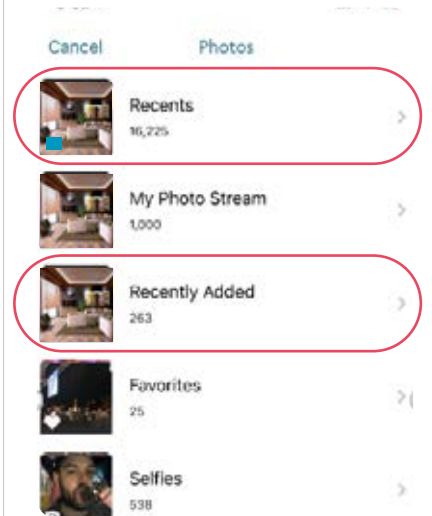 Cancel Photos
Recents
16,225
My Photo Stream
1,000
Recently Added
263
Favorites
25
Selfies
538